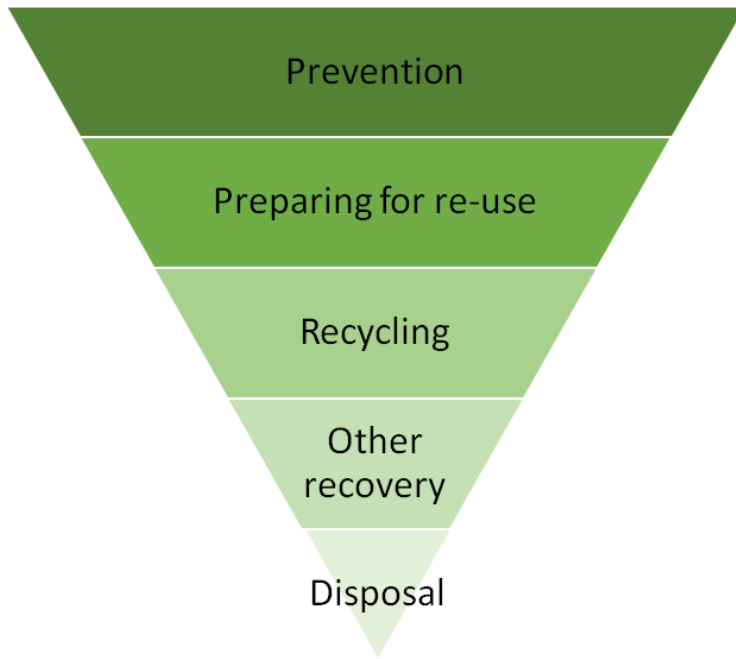 Prevention
Preparing for re-use
Recycling
Other
recovery
Disposal